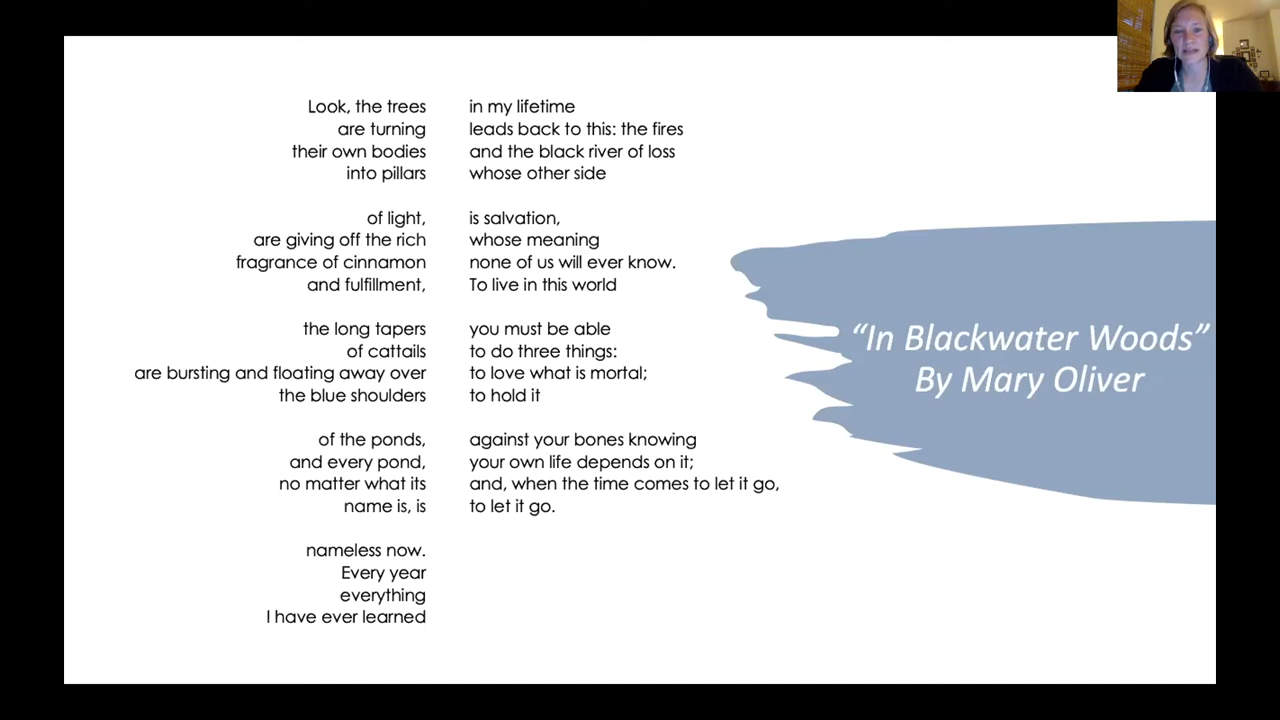 Look, the trees
are turning
their own bodies
into pillars
of light,
are giving off the rich
fragrance of cinnamon
and fulfillment,
the long tapers
of cattails
are bursting and floating away over
the blue shoulders
of the ponds,
and every pond,
no matter what its
name is, is
nameless now.
Every year
everything
I have ever learned
in my lifetime
leads back to this: the fires
and the black river of loss
whose other side
is salvation,
whose meaning
none of us will ever know.
To live in this world
you must be able
to do three things:
to love what is mortal;
to hold it
against your bones knowing
your own life depends on it;
and, when the time comes to let it go,
to let it go.
“In Blackwater Woods”
By Mary Oliver